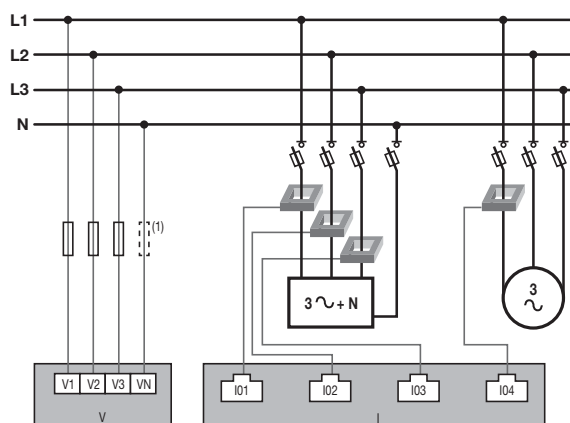 L1
L2
L3
N
(1)
3 ∿ + N
3
∿
V1 V2 V3 VN
V
I01 I02 I03 I04
I